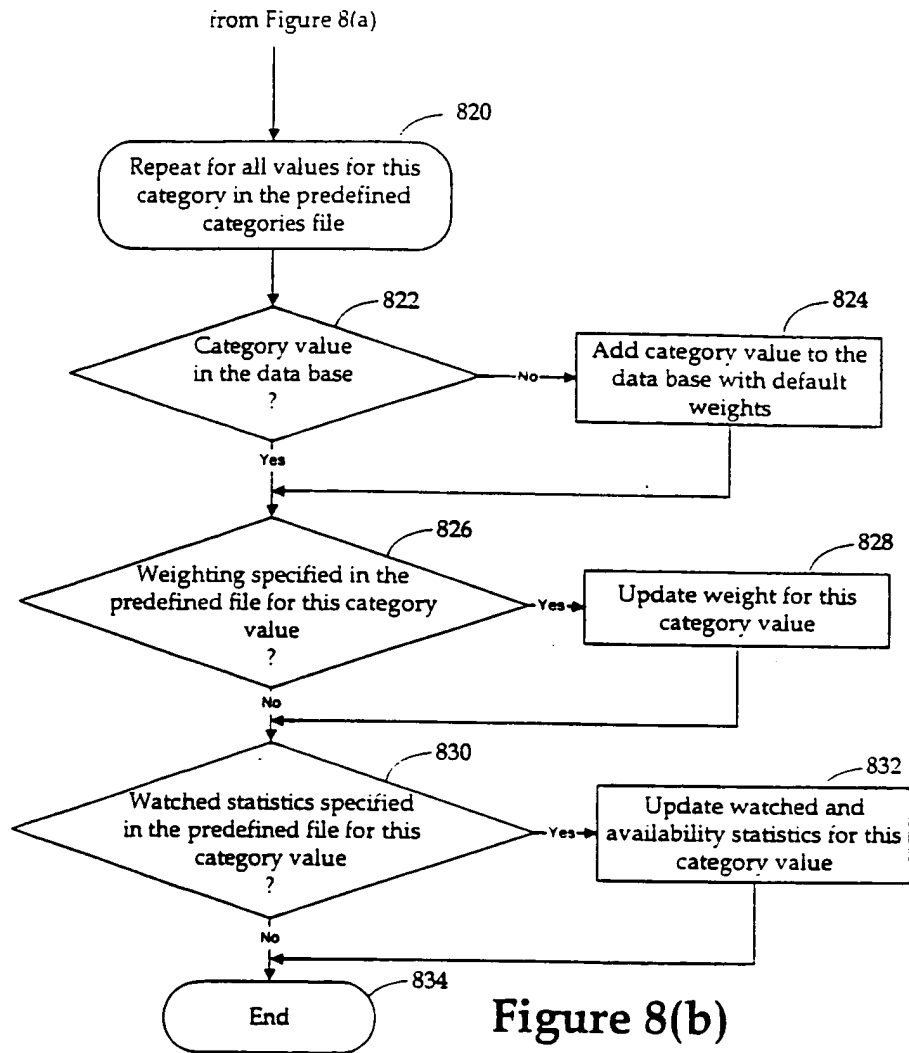 from Figure 8(a)
820
Repeat for all values for this
category in the predefined
categories file
822
Category value
in the data base
?
No
824
Add category value to the
data base with default
weights
Yes
826
Weighting specified in the
predefined file for this category
value
?
Yes
828
Update weight for this
category value
No
830
Watched statistics specified
in the predefined file for this
category value
?
Yes
832
Update watched and
availability statistics for this
category value
No
834
End
Figure 8(b)